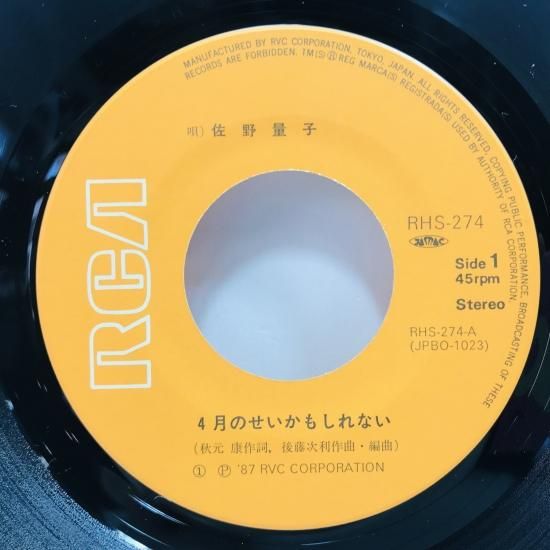 MANUFACTURED BY RVC CORPORATION, TOKYO, JAPAN. ALL RIGHTS RESERVED, COPYING PUBLIC PERFORMANCE, BROADCASTING OF THESE
RECORDS ARE FORBIDDEN. TM(S) ® REG MARCA(S) REGISTRADA(S) USED BY AUTHORITY OF RCA CORPORATION.
唄) 佐野量子
RCA
RHS-274
JASRAC
Side 1
45rpm
Stereo
RHS-274-A
(JPBO-1023)
4月のせいかもしれない
(秋元 康作詞, 後藤次利作曲・編曲)
① ℗ '87 RVC CORPORATION